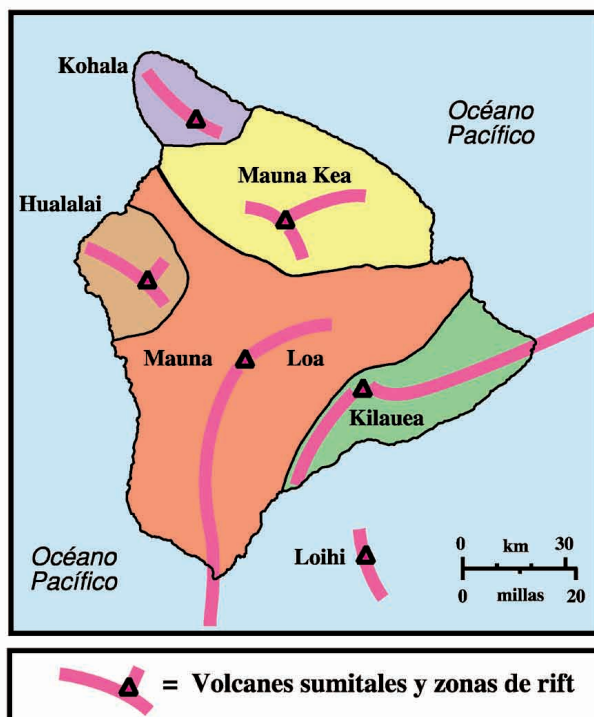 Kohala
Océano
Pacífico
Mauna Kea
Hualalai
Mauna Loa
Kilauea
Océano
Pacífico
Loihi
0 km 30
0 millas 20
= Volcanes sumitales y zonas de rift